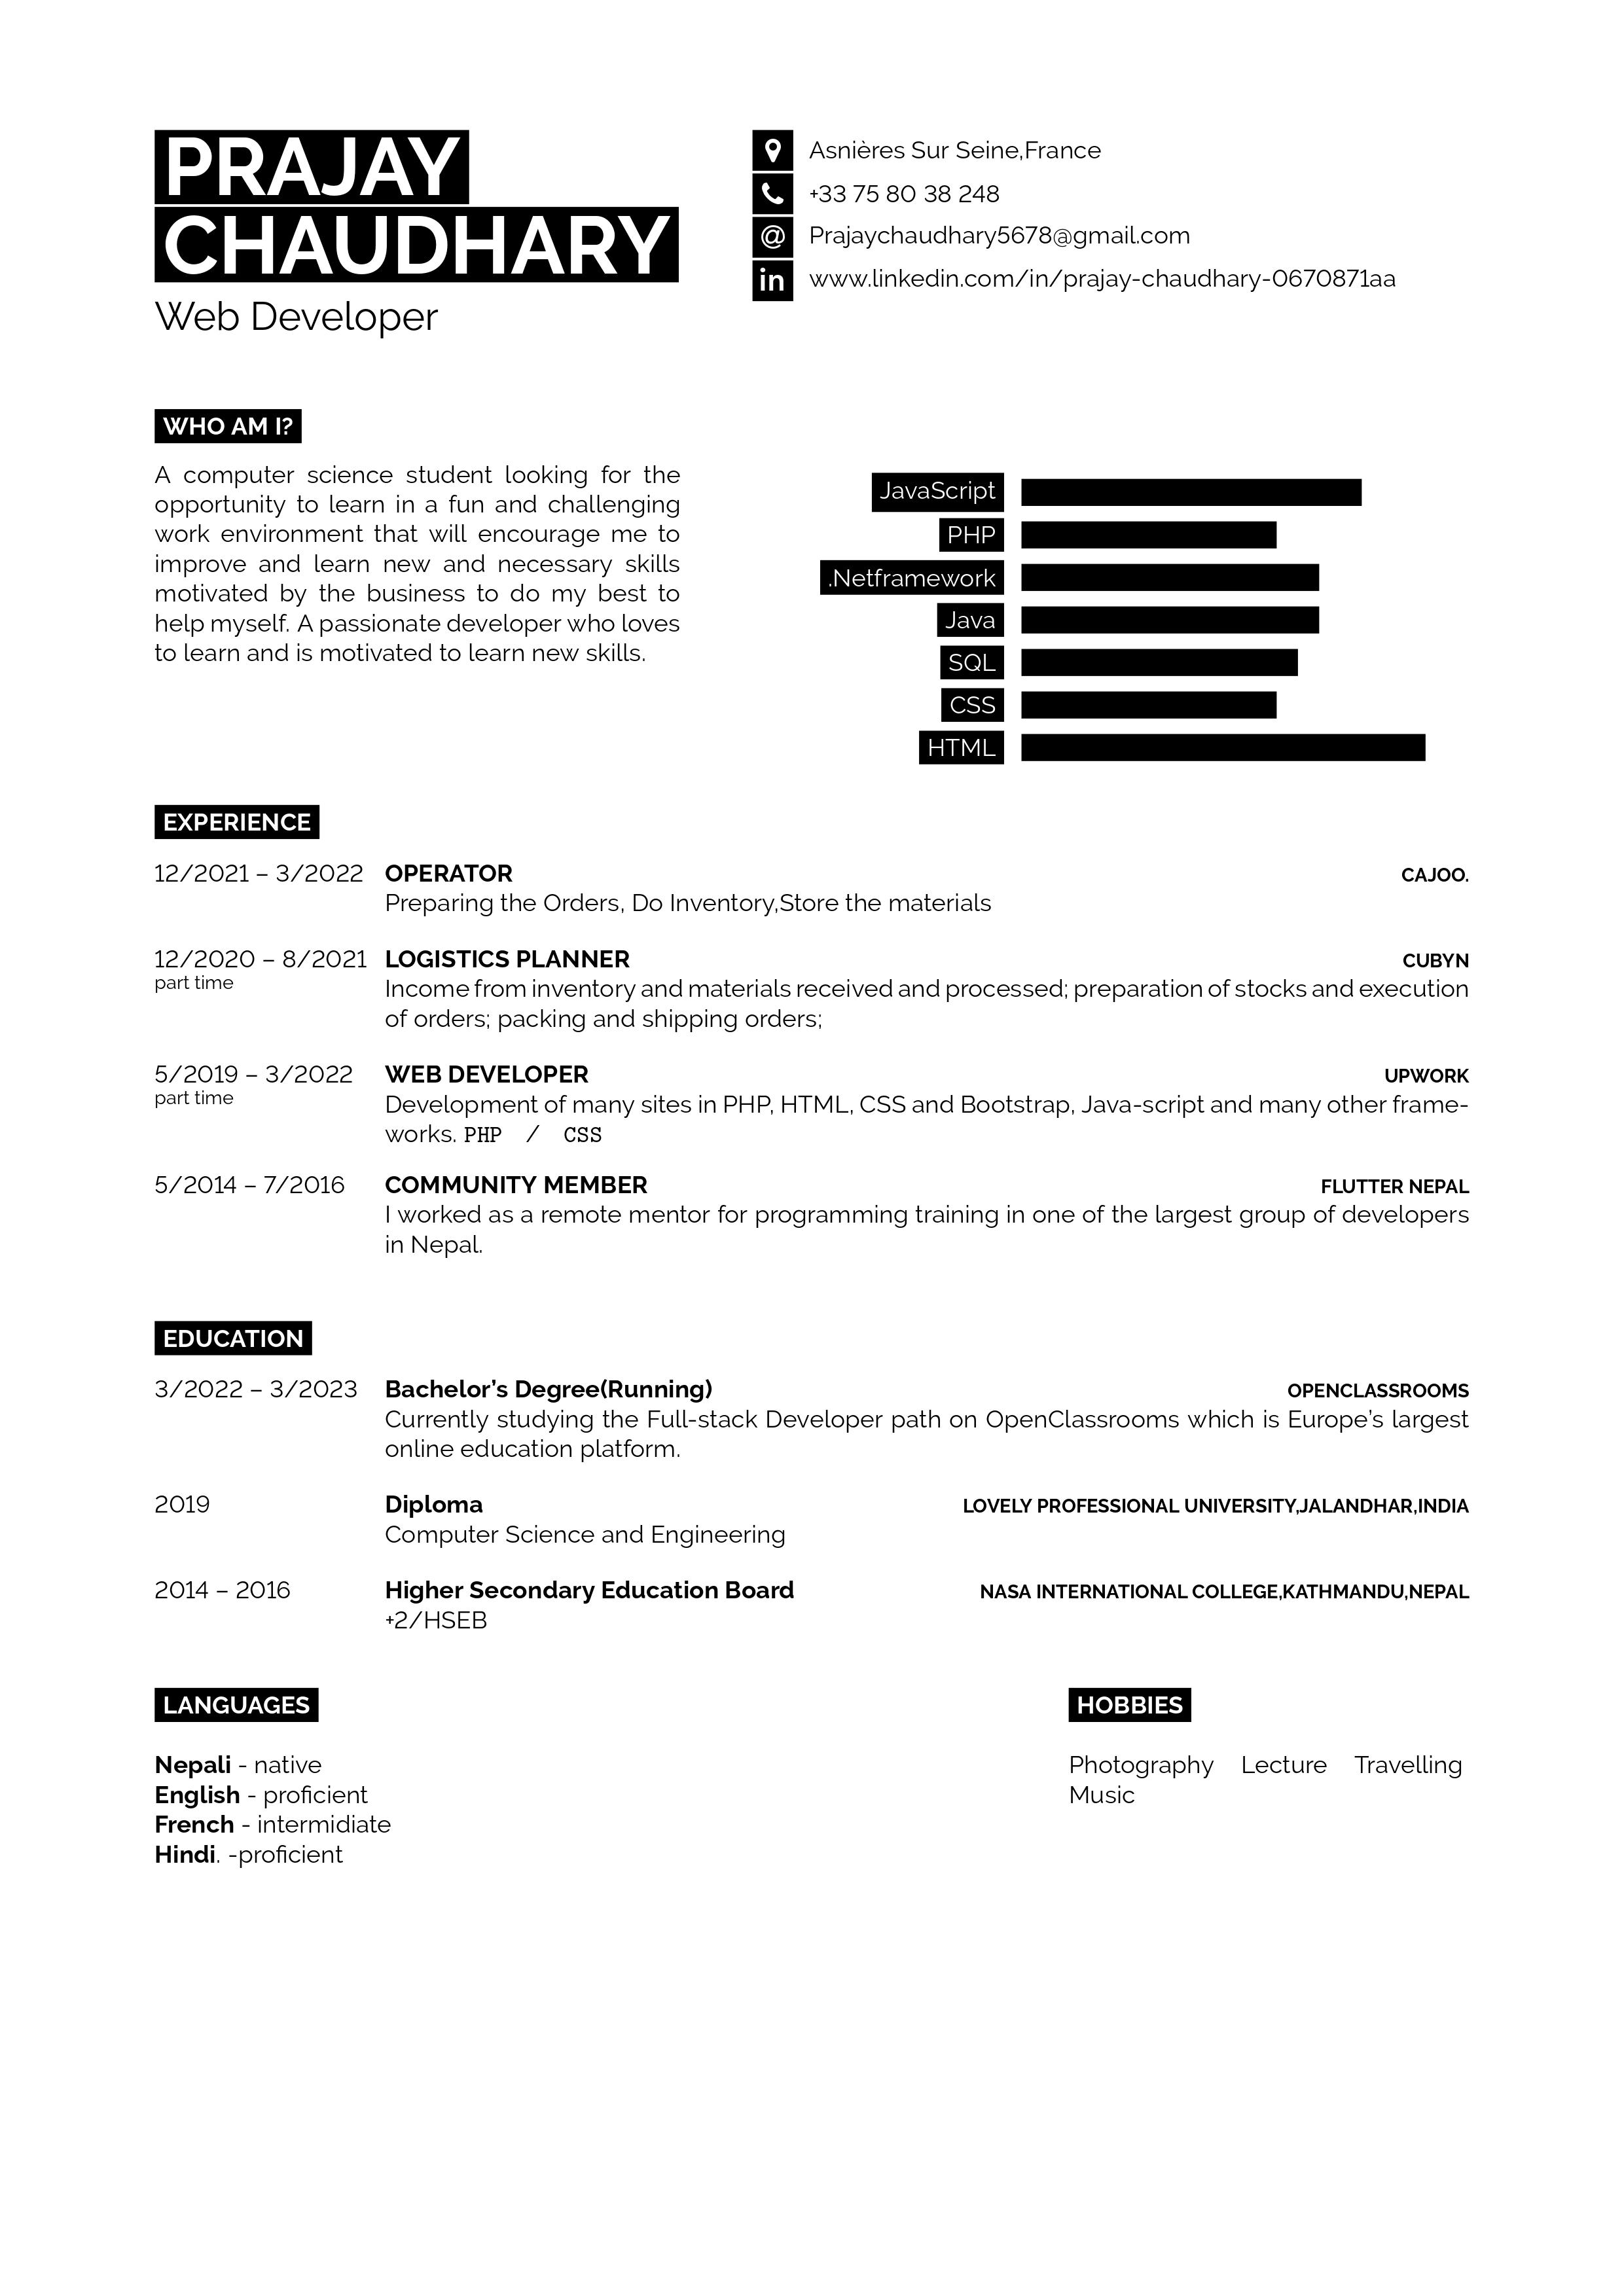 PRAJAY
CHAUDHARY
Web Developer
Asnières Sur Seine,France
+33 75 80 38 248
@ Prajaychaudhary5678@gmail.com
in www.linkedin.com/in/prajay-chaudhary-0670871aa
WHO AM I?
A computer science student looking for the
opportunity to learn in a fun and challenging
work environment that will encourage me to
improve and learn new and necessary skills
motivated by the business to do my best to
help myself. A passionate developer who loves
to learn and is motivated to learn new skills.
JavaScript
PHP
.Netframework
Java
SQL
CSS
HTML
EXPERIENCE
12/2021 – 3/2022 OPERATOR CAJOO.
Preparing the Orders, Do Inventory,Store the materials
12/2020 – 8/2021 LOGISTICS PLANNER CUBYN
part time
Income from inventory and materials received and processed; preparation of stocks and execution
of orders; packing and shipping orders;
5/2019 – 3/2022 WEB DEVELOPER UPWORK
part time
Development of many sites in PHP, HTML, CSS and Bootstrap, Java-script and many other frame-
works. PHP / CSS
5/2014 – 7/2016 COMMUNITY MEMBER FLUTTER NEPAL
I worked as a remote mentor for programming training in one of the largest group of developers
in Nepal.
EDUCATION
3/2022 – 3/2023 Bachelor’s Degree(Running) OPENCLASSROOMS
Currently studying the Full-stack Developer path on OpenClassrooms which is Europe’s largest
online education platform.
2019 Diploma LOVELY PROFESSIONAL UNIVERSITY,JALANDHAR,INDIA
Computer Science and Engineering
2014 – 2016 Higher Secondary Education Board NASA INTERNATIONAL COLLEGE,KATHMANDU,NEPAL
+2/HSEB
LANGUAGES
Nepali - native
English - proficient
French - intermidiate
Hindi. -proficient
HOBBIES
Photography Lecture Travelling
Music